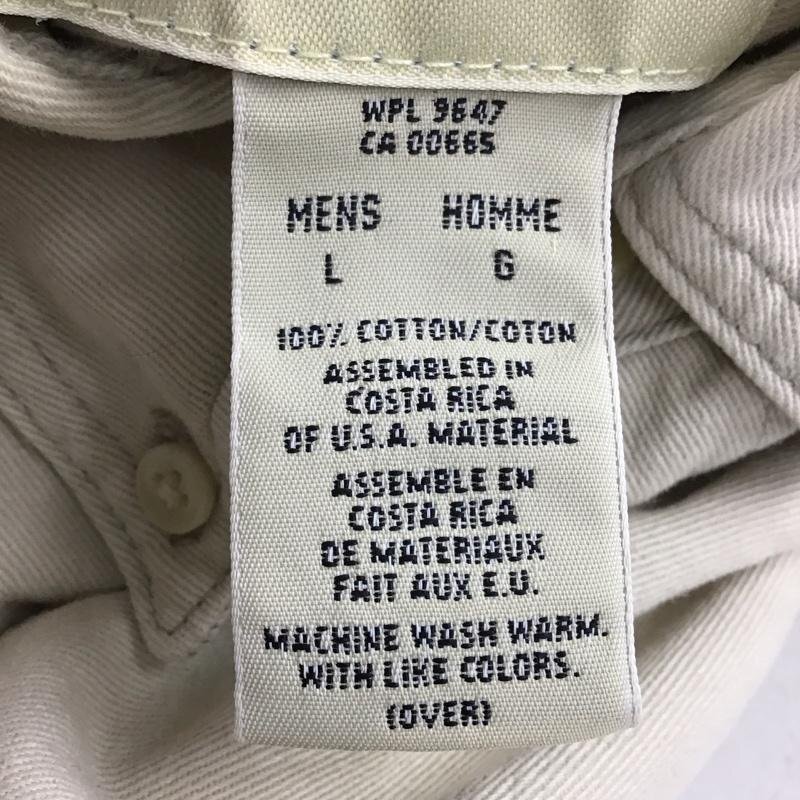 WPL 9647
CA 00665
MENS HOMME
L G
100% COTTON/COTON
ASSEMBLED IN
COSTA RICA
OF U.S.A. MATERIAL
ASSEMBLE EN
COSTA RICA
DE MATERIAUX
FAIT AUX E.U.
MACHINE WASH WARM.
WITH LIKE COLORS.
(OVER)